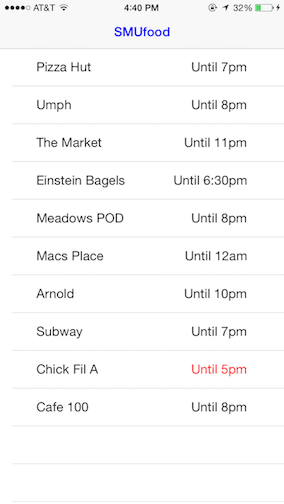 AT&T 4:40 PM 32%
SMUfood
Pizza Hut Until 7pm
Umph Until 8pm
The Market Until 11pm
Einstein Bagels Until 6:30pm
Meadows POD Until 8pm
Macs Place Until 12am
Arnold Until 10pm
Subway Until 7pm
Chick Fil A Until 5pm
Cafe 100 Until 8pm